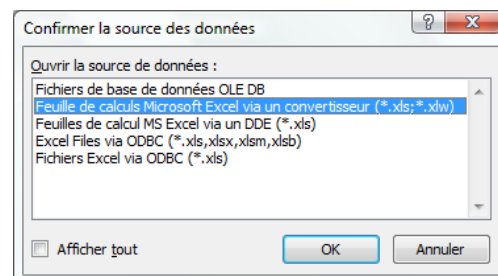 Confirmer la source des données
Ouvrir la source de données :
Fichiers de base de données OLE DB
Feuille de calculs Microsoft Excel via un convertisseur (*.xls;*.xlw)
Feuilles de calcul MS Excel via un DDE (*.xls)
Excel Files via ODBC (*.xls,xlsx,xlsm,xlsb)
Fichiers Excel via ODBC (*.xls)
Afficher tout
OK
Annuler